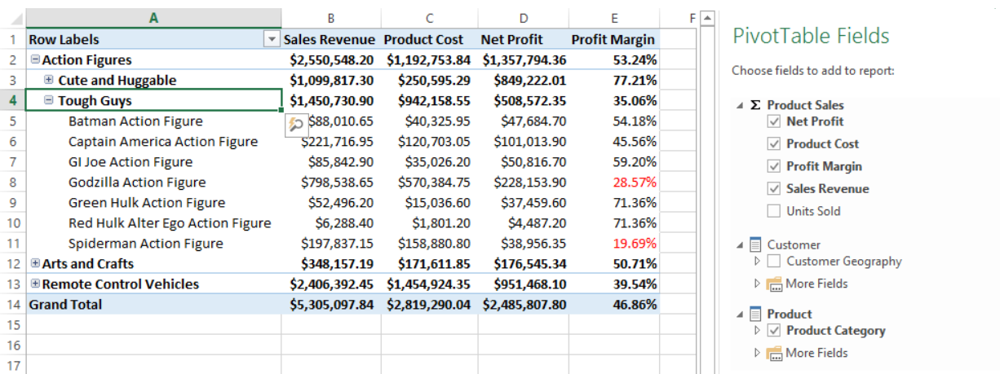 A B C D E F
1 Row Labels Sales Revenue Product Cost Net Profit Profit Margin
2 Action Figures $2,550,548.20 $1,192,753.84 $1,357,794.36 53.24%
3 Cute and Huggable $1,099,817.30 $250,595.29 $849,222.01 77.21%
4 Tough Guys $1,450,730.90 $942,158.55 $508,572.35 35.06%
5 Batman Action Figure $88,010.65 $40,325.95 $47,684.70 54.18%
6 Captain America Action Figure $221,716.95 $120,703.05 $101,013.90 45.56%
7 GI Joe Action Figure $85,842.90 $35,026.20 $50,816.70 59.20%
8 Godzilla Action Figure $798,538.65 $570,384.75 $228,153.90 28.57%
9 Green Hulk Action Figure $52,496.20 $15,036.60 $37,459.60 71.36%
10 Red Hulk Alter Ego Action Figure $6,288.40 $1,801.20 $4,487.20 71.36%
11 Spiderman Action Figure $197,837.15 $158,880.80 $38,956.35 19.69%
12 Arts and Crafts $348,157.19 $171,611.85 $176,545.34 50.71%
13 Remote Control Vehicles $2,406,392.45 $1,454,924.35 $951,468.10 39.54%
14 Grand Total $5,305,097.84 $2,819,290.04 $2,485,807.80 46.86%
15
16
17
PivotTable Fields
Choose fields to add to report:
Σ Product Sales
Net Profit
Product Cost
Profit Margin
Sales Revenue
Units Sold
Customer
Customer Geography
More Fields
Product
Product Category
More Fields